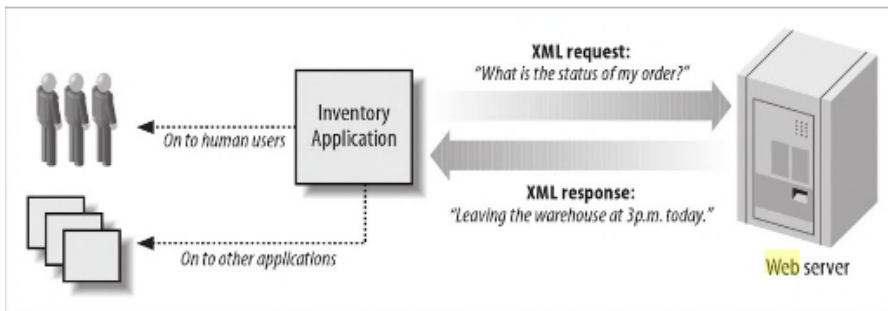 XML request:
"What is the status of my order?"
Inventory
Application
On to human users
XML response:
"Leaving the warehouse at 3p.m. today."
On to other applications
Web server